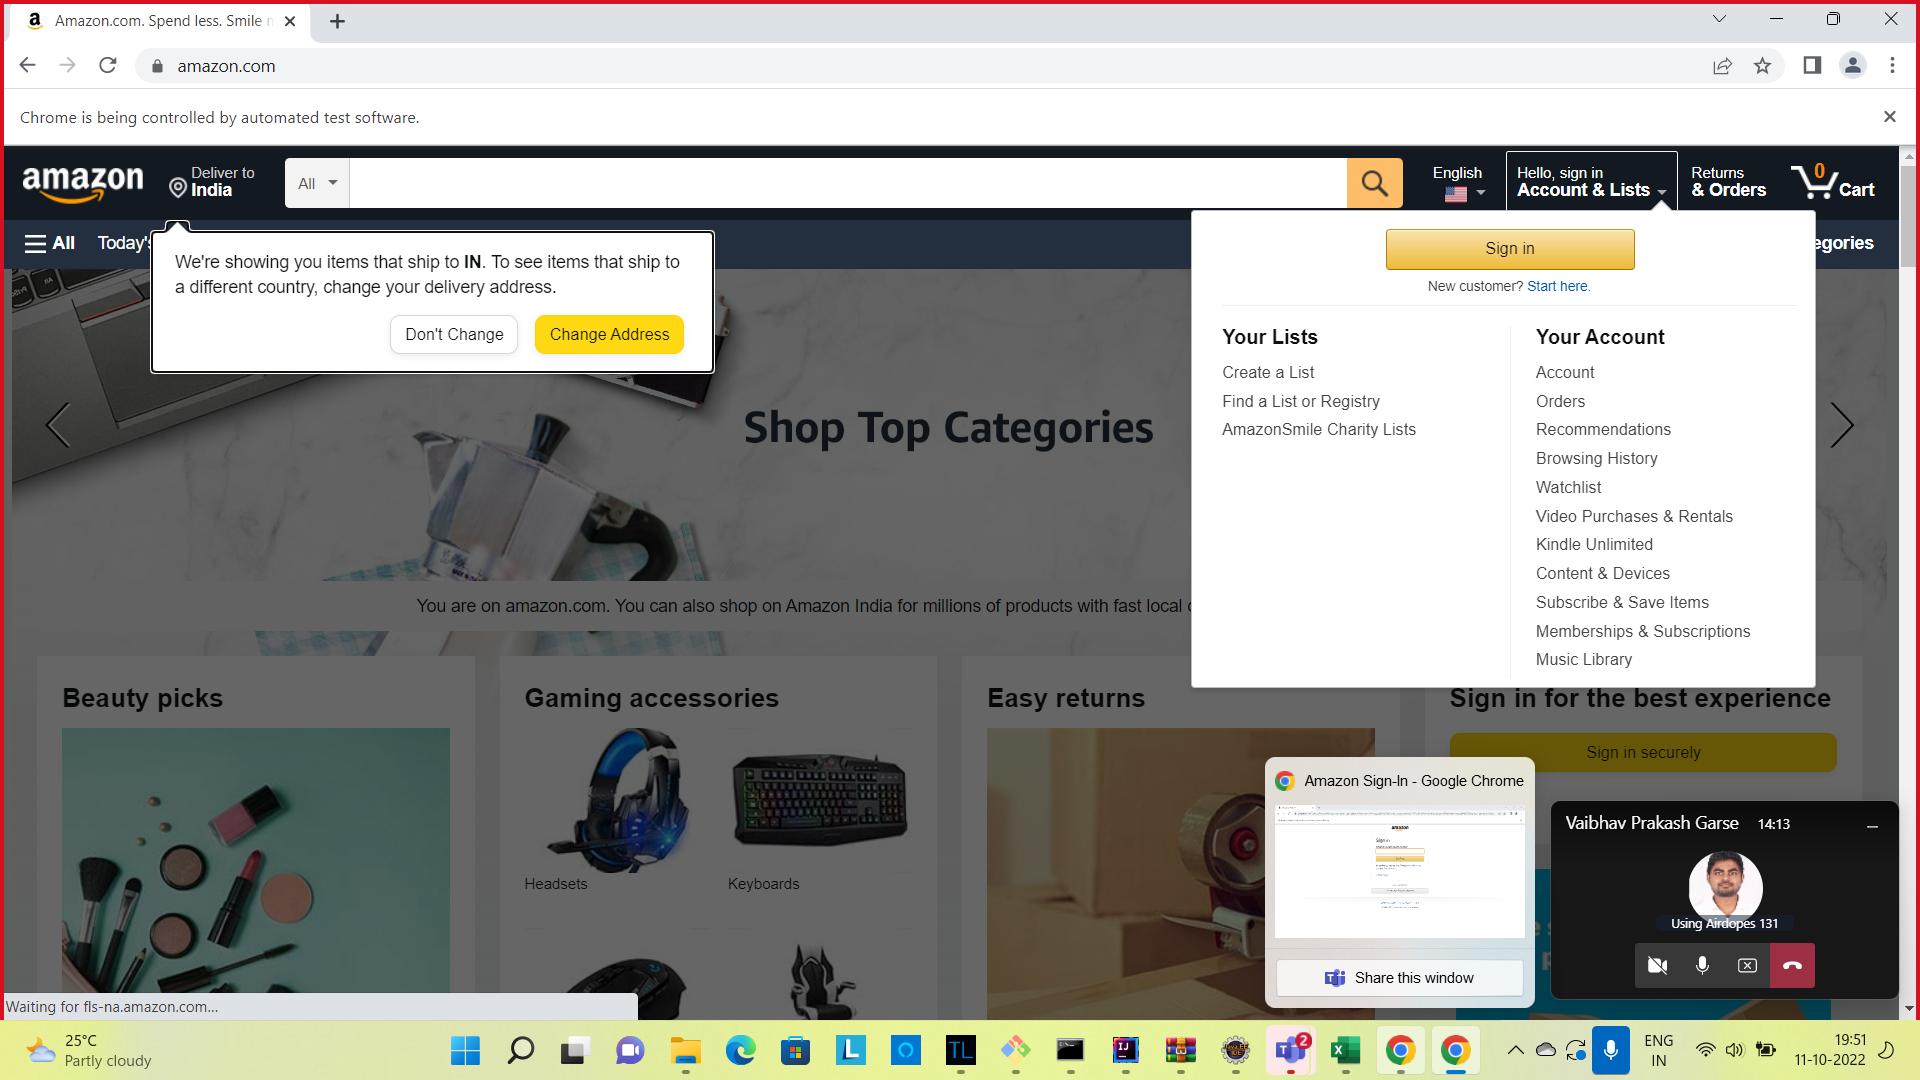 Amazon.com. Spend less. Smile m
amazon.com
Chrome is being controlled by automated test software.
amazon
Deliver to
India
All
English
Hello, sign in
Account & Lists
Returns
& Orders
0
Cart
All
Today's
egories
We're showing you items that ship to IN. To see items that ship to
a different country, change your delivery address.
Don't Change
Change Address
Sign in
New customer? Start here.
Your Lists
Create a List
Find a List or Registry
AmazonSmile Charity Lists
Your Account
Account
Orders
Recommendations
Browsing History
Watchlist
Video Purchases & Rentals
Kindle Unlimited
Content & Devices
Subscribe & Save Items
Memberships & Subscriptions
Music Library
Shop Top Categories
You are on amazon.com. You can also shop on Amazon India for millions of products with fast local
Beauty picks
Gaming accessories
Headsets
Keyboards
Easy returns
Sign in for the best experience
Sign in securely
Amazon Sign-In - Google Chrome
amazon
Sign in
Share this window
Vaibhav Prakash Garse
14:13
Using Airdopes 131
Waiting for fls-na.amazon.com...
25°C
Partly cloudy
L
TL
IJ
2
ENG
IN
19:51
11-10-2022